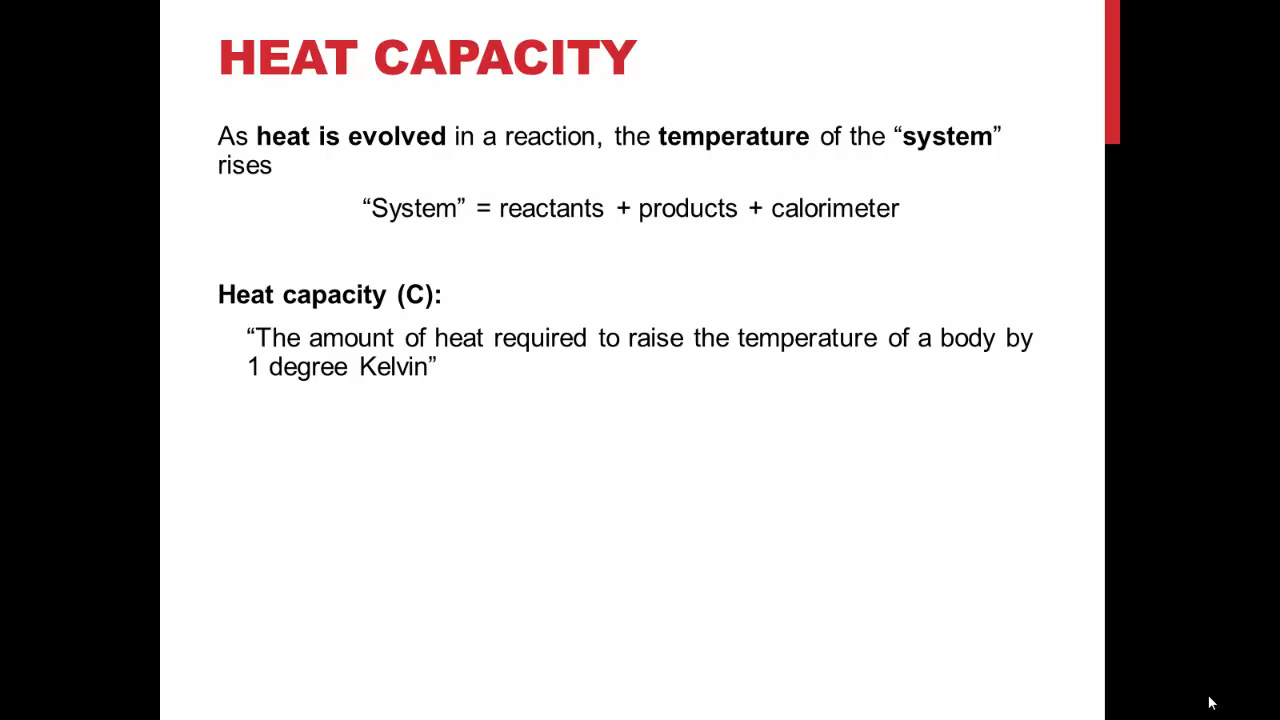 HEAT CAPACITY
As heat is evolved in a reaction, the temperature of the “system”
rises
“System” = reactants + products + calorimeter
Heat capacity (C):
“The amount of heat required to raise the temperature of a body by
1 degree Kelvin”